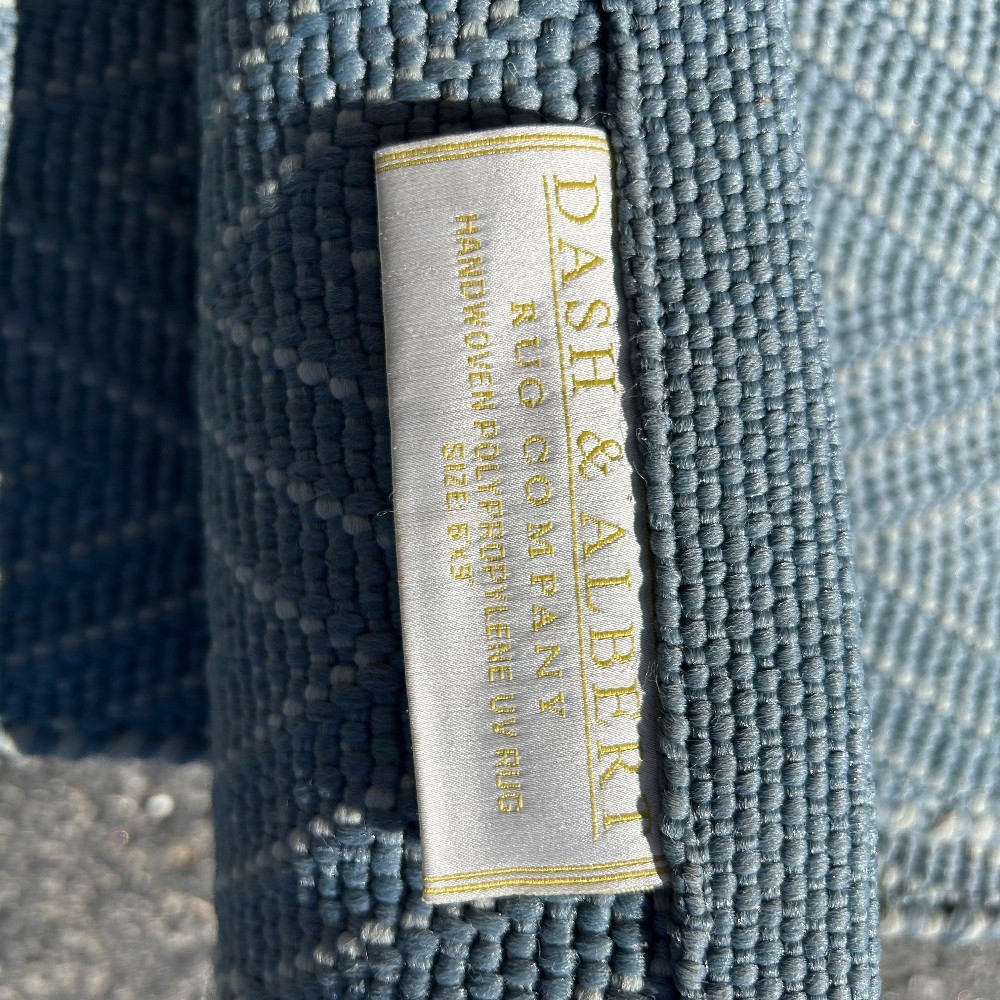 DASH & ALBERT
RUG COMPANY
HANDWOVEN POLYPROPYLENE UV RUG
SIZE: 6X9'